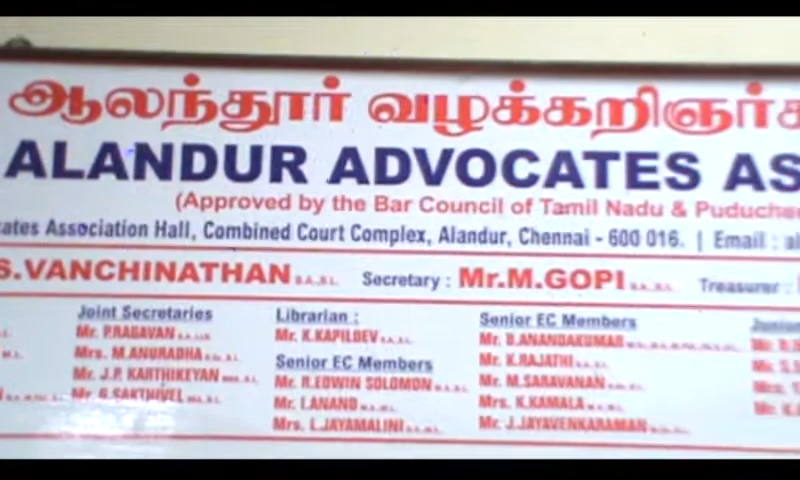 ஆலந்தூர் வழக்கறிஞர்க
ALANDUR ADVOCATES AS
(Approved by the Bar Council of Tamil Nadu & Puduche
ates Association Hall, Combined Court Complex, Alandur, Chennai - 600 016. | Email : al
S.VANCHINATHAN B.A.,B.L. Secretary : Mr.M.GOPI B.A., B.L. Treasurer :
Joint Secretaries
Mr. P.RAGAVAN
Mrs. M.ANURADHA
Mr. J.P. KARTHIKEYAN
Mr. G.SAKTHIVEL
Librarian :
Mr. K.KAPILDEV
Senior EC Members
Mr. R.EDWIN SOLOMON
Mr. I.ANAND
Mrs. L.JAYAMALINI
Senior EC Members
Mr. B.ANANDAKUMAR
Mr. K.RAJATHI
Mr. M.SARAVANAN
Mrs. K.KAMALA
Mr. J.JAYAVENKARAMAN